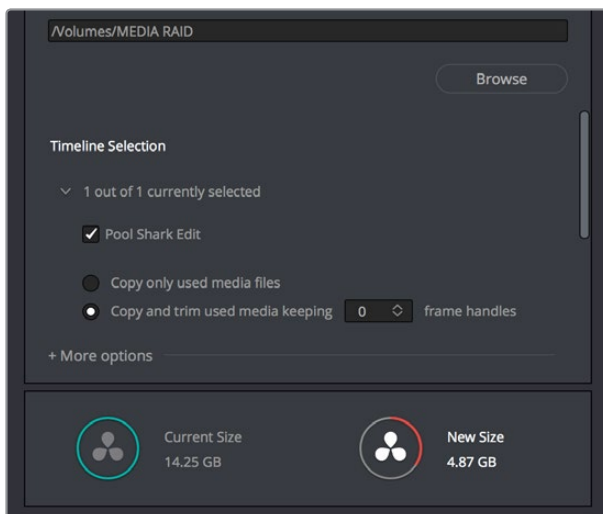 /Volumes/MEDIA RAID
Browse
Timeline Selection
1 out of 1 currently selected
Pool Shark Edit
Copy only used media files
Copy and trim used media keeping 0 frame handles
+ More options
Current Size
14.25 GB
New Size
4.87 GB